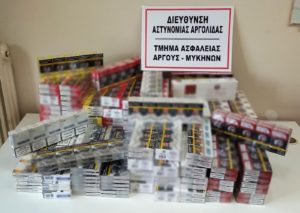 ΔΙΕΥΘΥΝΣΗ
ΑΣΤΥΝΟΜΙΑΣ ΑΡΓΟΛΙΔΑΣ
ΤΜΗΜΑ ΑΣΦΑΛΕΙΑΣ
ΑΡΓΟΥΣ - ΜΥΚΗΝΩΝ